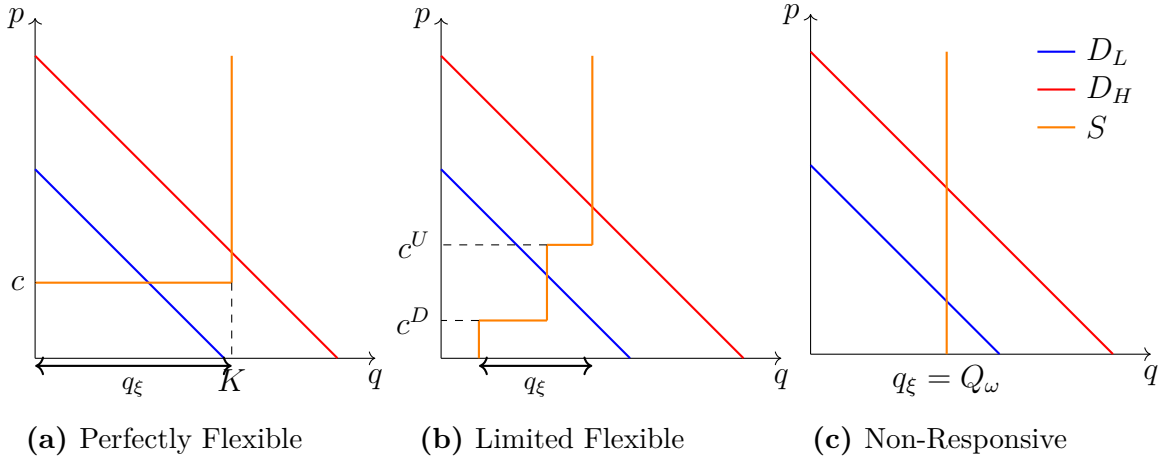 p
c
K
q
q_ξ
(a) Perfectly Flexible
p
c^U
c^D
q
q_ξ
(b) Limited Flexible
p
D_L
D_H
S
q
q_ξ = Q_ω
(c) Non-Responsive